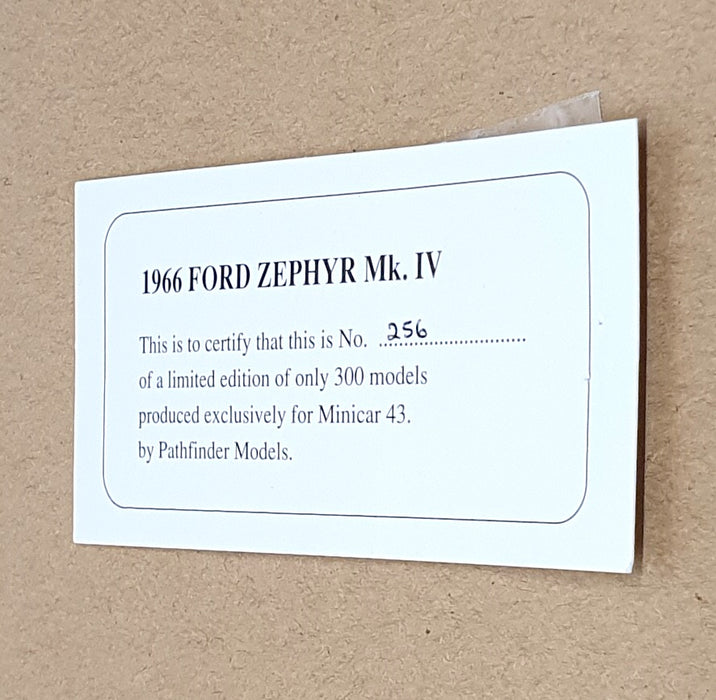 1966 FORD ZEPHYR Mk. IV
This is to certify that this is No. 256
of a limited edition of only 300 models
produced exclusively for Minicar 43.
by Pathfinder Models.